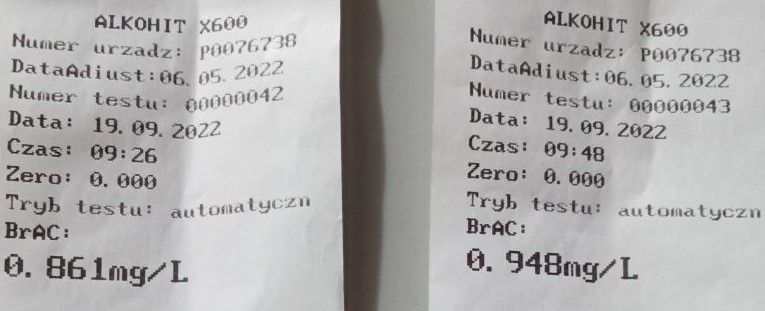 ALKOHIT X600
Numer urzadz: P0076738
DataAdiust:06. 05. 2022
Numer testu: 00000042
Data: 19. 09. 2022
Czas: 09:26
Zero: 0. 000
Tryb testu: automatyczn
BrAC:
0. 861mg/L
ALKOHIT X600
Numer urzadz: P0076738
DataAdiust:06. 05. 2022
Numer testu: 00000043
Data: 19. 09. 2022
Czas: 09:48
Zero: 0. 000
Tryb testu: automatyczn
BrAC:
0. 948mg/L